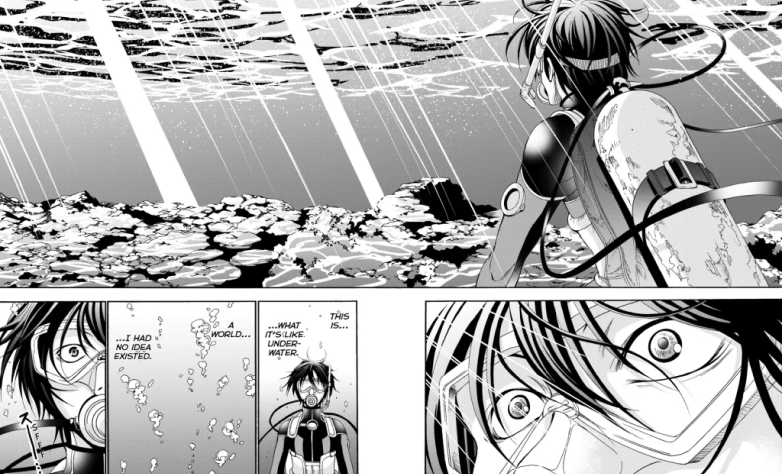 THIS
IS...
...WHAT
IT'S LIKE
UNDER-
WATER.
A
WORLD...
...I HAD
NO IDEA
EXISTED.